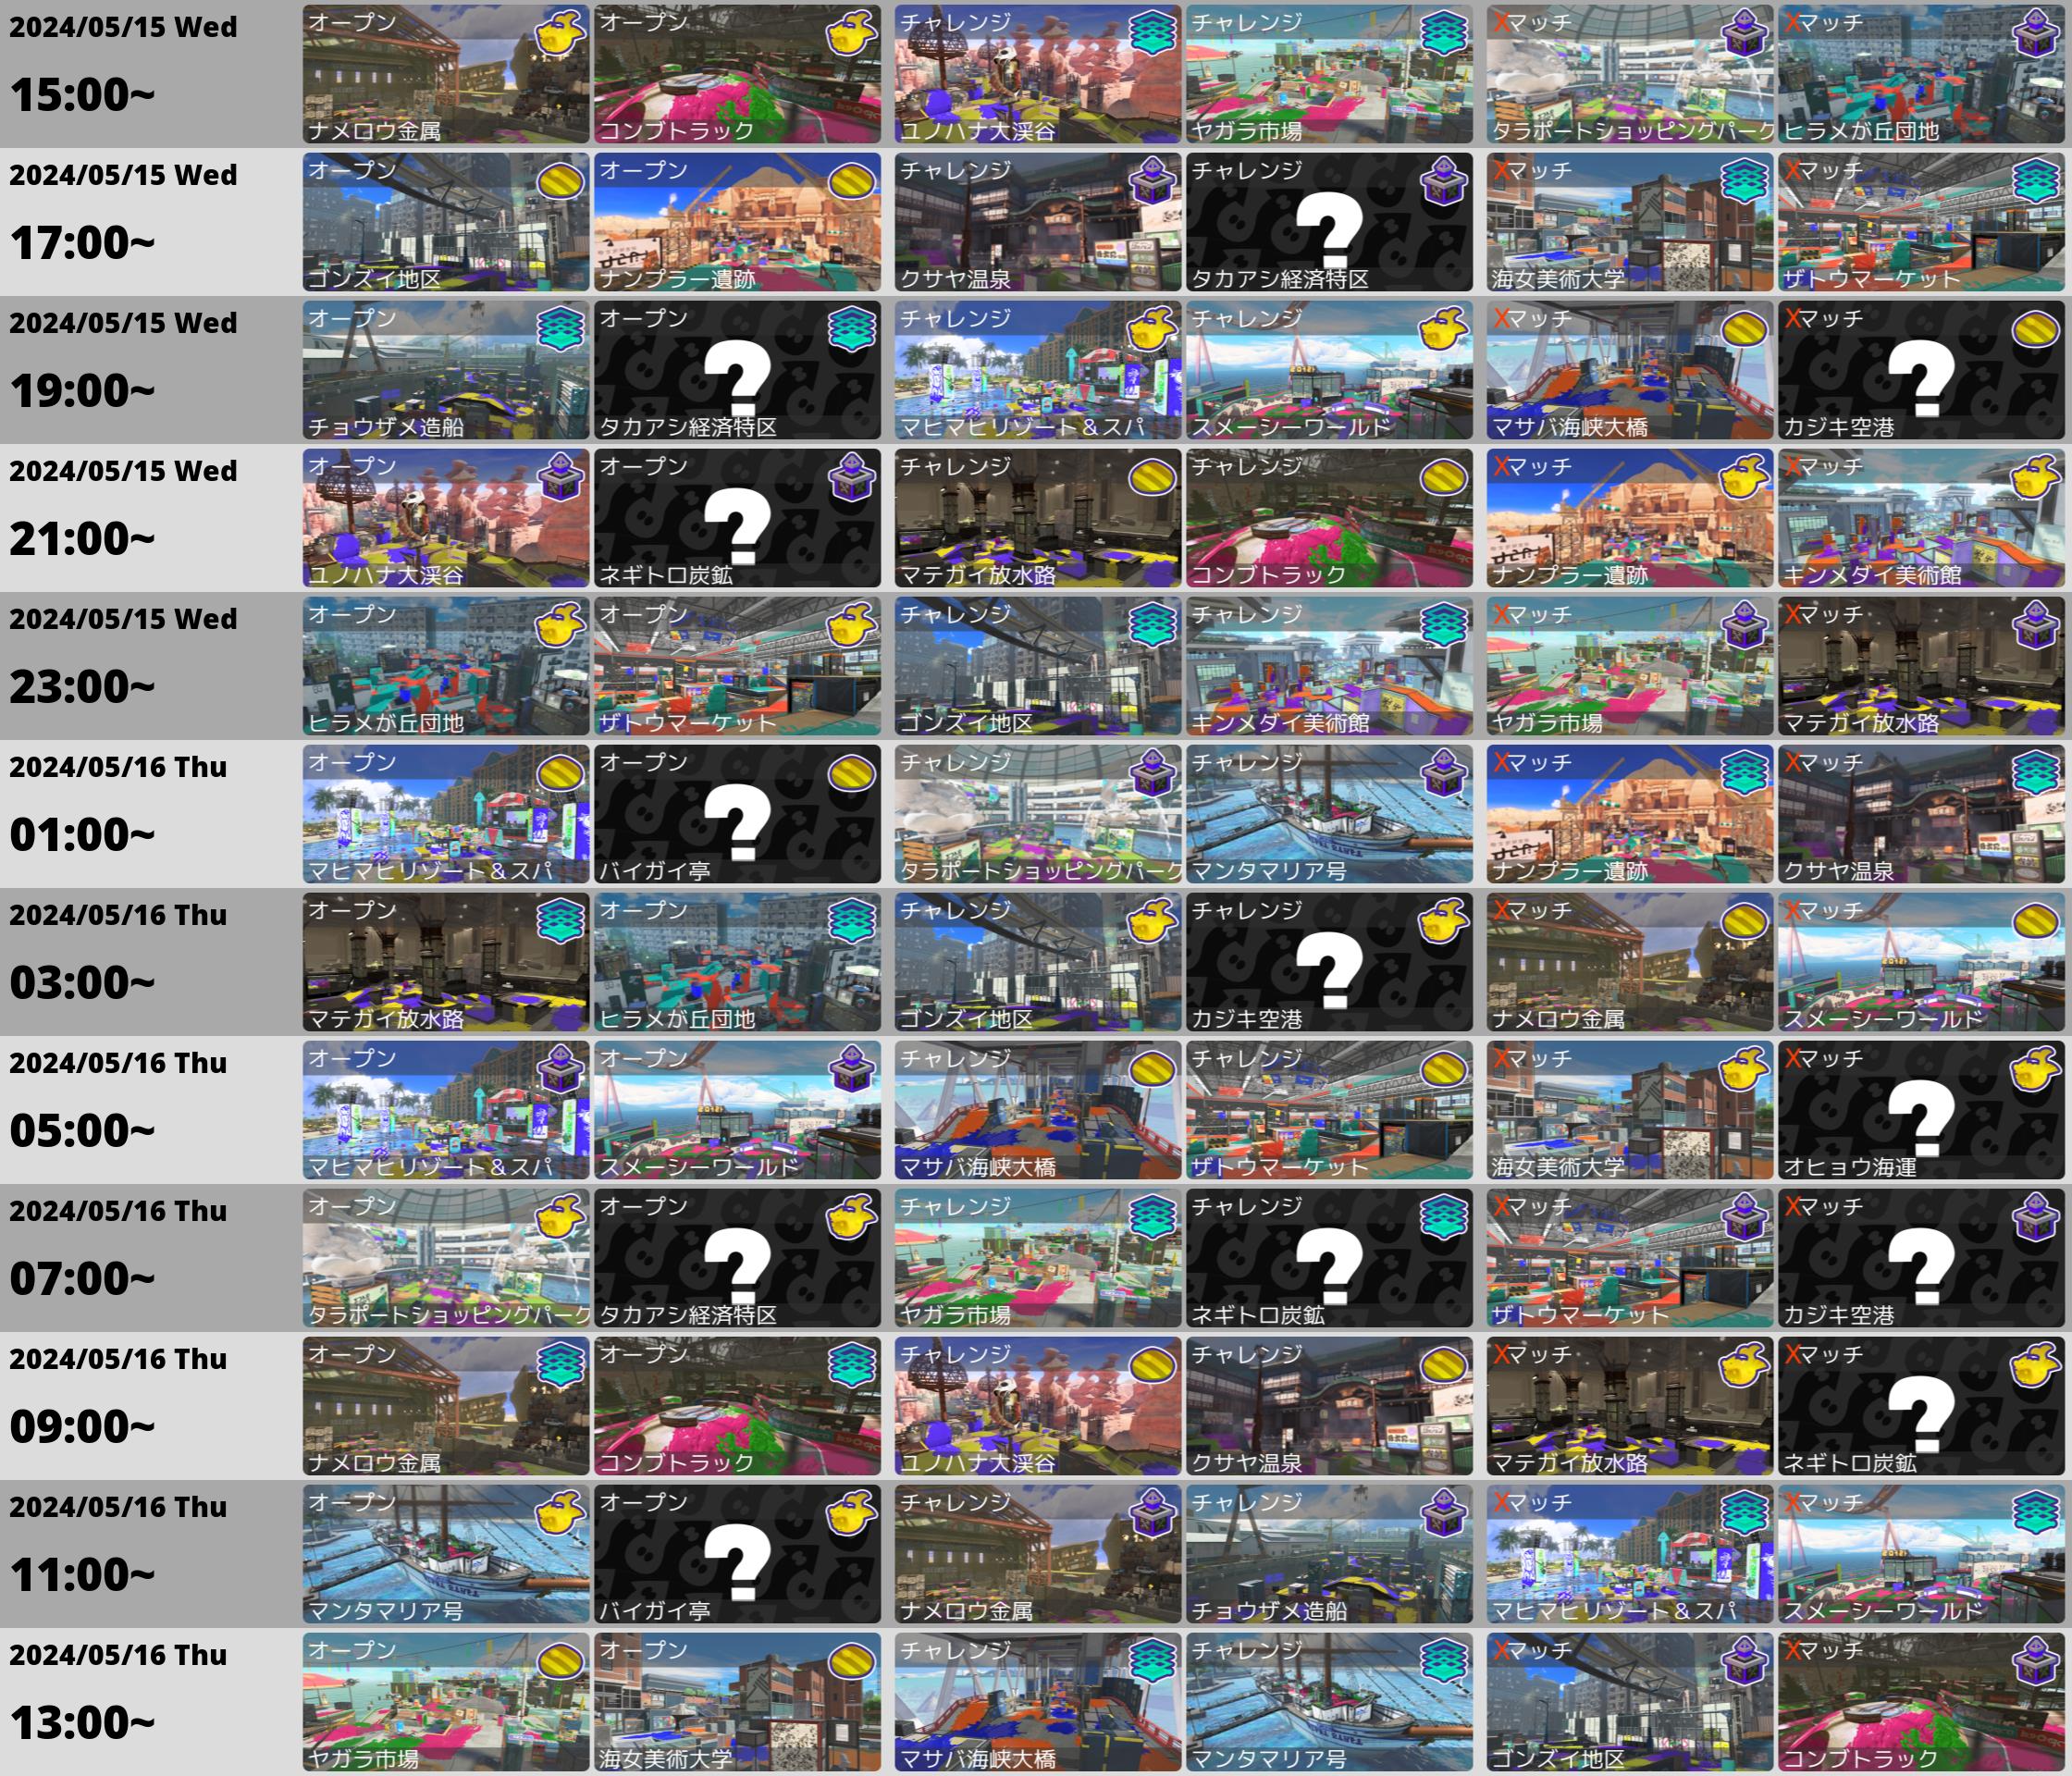 2024/05/15 Wed
15:00~
オープン
ナメロウ金属
オープン
コンブトラック
チャレンジ
ユノハナ大渓谷
チャレンジ
ヤガラ市場
Xマッチ
タラポートショッピングパーク
Xマッチ
ヒラメが丘団地
2024/05/15 Wed
17:00~
オープン
ゴンズイ地区
オープン
ナンプラー遺跡
チャレンジ
クサヤ温泉
チャレンジ
?
タカアシ経済特区
Xマッチ
海女美術大学
Xマッチ
ザトウマーケット
2024/05/15 Wed
19:00~
オープン
チョウザメ造船
オープン
?
タカアシ経済特区
チャレンジ
マヒマヒリゾート&スパ
チャレンジ
スメーシーワールド
Xマッチ
マサバ海峡大橋
Xマッチ
?
カジキ空港
2024/05/15 Wed
21:00~
オープン
ユノハナ大渓谷
オープン
?
ネギトロ炭鉱
チャレンジ
マテガイ放水路
チャレンジ
コンブトラック
Xマッチ
ナンプラー遺跡
Xマッチ
キンメダイ美術館
2024/05/15 Wed
23:00~
オープン
ヒラメが丘団地
オープン
ザトウマーケット
チャレンジ
ゴンズイ地区
チャレンジ
キンメダイ美術館
Xマッチ
ヤガラ市場
Xマッチ
マテガイ放水路
2024/05/16 Thu
01:00~
オープン
マヒマヒリゾート&スパ
オープン
?
バイガイ亭
チャレンジ
タラポートショッピングパーク
チャレンジ
マンタマリア号
Xマッチ
ナンプラー遺跡
Xマッチ
クサヤ温泉
2024/05/16 Thu
03:00~
オープン
マテガイ放水路
オープン
ヒラメが丘団地
チャレンジ
ゴンズイ地区
チャレンジ
?
カジキ空港
Xマッチ
ナメロウ金属
Xマッチ
スメーシーワールド
2024/05/16 Thu
05:00~
オープン
マヒマヒリゾート&スパ
オープン
スメーシーワールド
チャレンジ
マサバ海峡大橋
チャレンジ
ザトウマーケット
Xマッチ
海女美術大学
Xマッチ
?
オヒョウ海運
2024/05/16 Thu
07:00~
オープン
タラポートショッピングパーク
オープン
?
タカアシ経済特区
チャレンジ
ヤガラ市場
チャレンジ
?
ネギトロ炭鉱
Xマッチ
ザトウマーケット
Xマッチ
?
カジキ空港
2024/05/16 Thu
09:00~
オープン
ナメロウ金属
オープン
コンブトラック
チャレンジ
ユノハナ大渓谷
チャレンジ
クサヤ温泉
Xマッチ
マテガイ放水路
Xマッチ
?
ネギトロ炭鉱
2024/05/16 Thu
11:00~
オープン
マンタマリア号
オープン
?
バイガイ亭
チャレンジ
ナメロウ金属
チャレンジ
チョウザメ造船
Xマッチ
マヒマヒリゾート&スパ
Xマッチ
スメーシーワールド
2024/05/16 Thu
13:00~
オープン
ヤガラ市場
オープン
海女美術大学
チャレンジ
マサバ海峡大橋
チャレンジ
マンタマリア号
Xマッチ
ゴンズイ地区
Xマッチ
コンブトラック